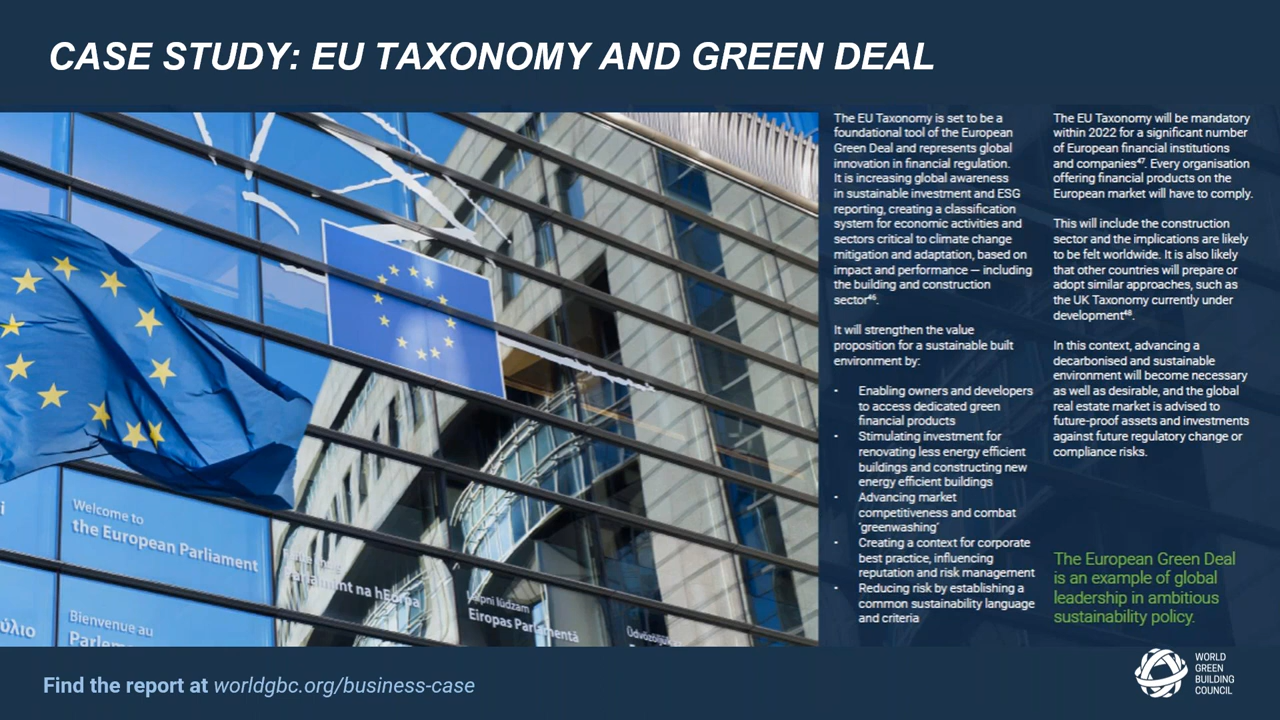 CASE STUDY: EU TAXONOMY AND GREEN DEAL
The EU Taxonomy is set to be a
foundational tool of the European
Green Deal and represents global
innovation in financial regulation.
It is increasing global awareness
in sustainable investment and ESG
reporting, creating a classification
system for economic activities and
sectors critical to climate change
mitigation and adaptation, based on
impact and performance — including
the building and construction
sector⁴⁶.
It will strengthen the value
proposition for a sustainable built
environment by:
• Enabling owners and developers
to access dedicated green
financial products
• Stimulating investment for
renovating less energy efficient
buildings and constructing new
energy efficient buildings
• Advancing market
competitiveness and combat
‘greenwashing’
• Creating a context for corporate
best practice, influencing
reputation and risk management
• Reducing risk by establishing a
common sustainability language
and criteria
The EU Taxonomy will be mandatory
within 2022 for a significant number
of European financial institutions
and companies⁴⁷. Every organisation
offering financial products on the
European market will have to comply.
This will include the construction
sector and the implications are likely
to be felt worldwide. It is also likely
that other countries will prepare or
adopt similar approaches, such as
the UK Taxonomy currently under
development⁴⁸.
In this context, advancing a
decarbonised and sustainable
environment will become necessary
as well as desirable, and the global
real estate market is advised to
future-proof assets and investments
against future regulatory change or
compliance risks.
The European Green Deal
is an example of global
leadership in ambitious
sustainability policy.
Welcome to
the European Parliament
Bienvenue au
na hEorpa
laipni lūdzam
Eiropas Parlamentā
Find the report at worldgbc.org/business-case
WORLD
GREEN
BUILDING
COUNCIL